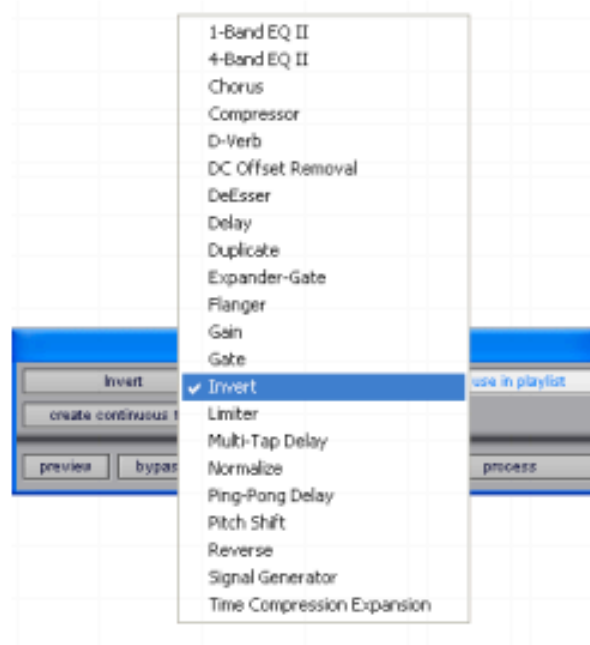 1-Band EQ II
4-Band EQ II
Chorus
Compressor
D-Verb
DC Offset Removal
DeEsser
Delay
Duplicate
Expander-Gate
Flanger
Gain
Gate
Invert
✔ Invert
use in playlist
Limiter
create continuous
Multi-Tap Delay
Normalize
preview
bypas
process
Ping-Pong Delay
Pitch Shift
Reverse
Signal Generator
Time Compression Expansion